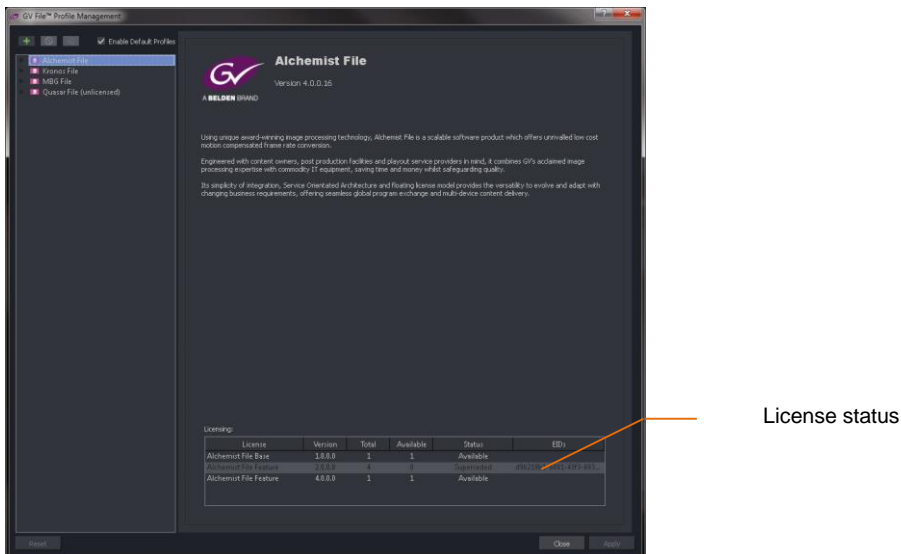 GV File™ Profile Management
Enable Default Profiles
Alchemist File
Kronos File
MBG File
Quasar File (unlicensed)
GV
A BELDEN BRAND
Alchemist File
Version 4.0.0.16
Using unique award-winning image processing technology, Alchemist File is a scalable software product which offers unrivalled low cost
motion compensated frame rate conversion.
Engineered with content owners, post production facilities and playout service providers in mind, it combines GV's acclaimed image
processing expertise with commodity IT equipment, saving time and money whilst safeguarding quality.
Its simplicity of integration, Service Orientated Architecture and floating license model provides the versatility to evolve and adapt with
changing business requirements, offering seamless global program exchange and multi-device content delivery.
Licensing:
License Version Total Available Status EIDs
Alchemist File Base 1.0.0.0 1 1 Available
Alchemist File Feature 4 0 Superseded
Alchemist File Feature 4.0.0.0 1 1 Available
Reset Close Apply
License status